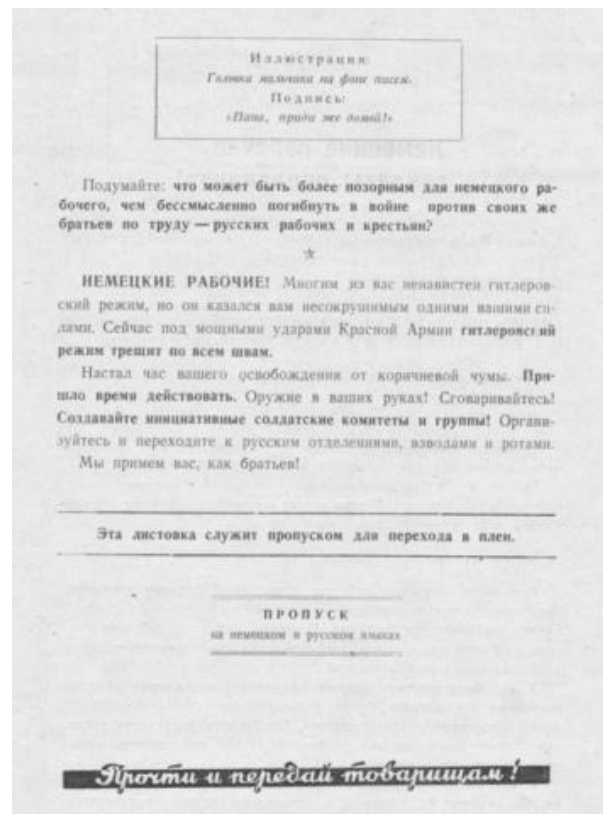 Иллюстрация:
Головка мальчика на фоне писем.
Подпись:
«Папа, приди же домой!»
Подумайте: что может быть более позорным для немецкого ра-
бочего, чем бессмысленно погибнуть в войне против своих же
братьев по труду — русских рабочих и крестьян?
НЕМЕЦКИЕ РАБОЧИЕ! Многим из вас ненавистен гитлеров-
ский режим, но он казался вам несокрушимым одними вашими си-
лами. Сейчас под мощными ударами Красной Армии гитлеровский
режим трещит по всем швам.
Настал час вашего освобождения от коричневой чумы. При-
шло время действовать. Оружие в ваших руках! Сговаривайтесь!
Создавайте инициативные солдатские комитеты и группы! Органи-
зуйтесь и переходите к русским отделениями, взводами и ротами.
Мы примем вас, как братьев!
Эта листовка служит пропуском для перехода в плен.
ПРОПУСК
на немецком и русском языках
Прочти и передай товарищам!